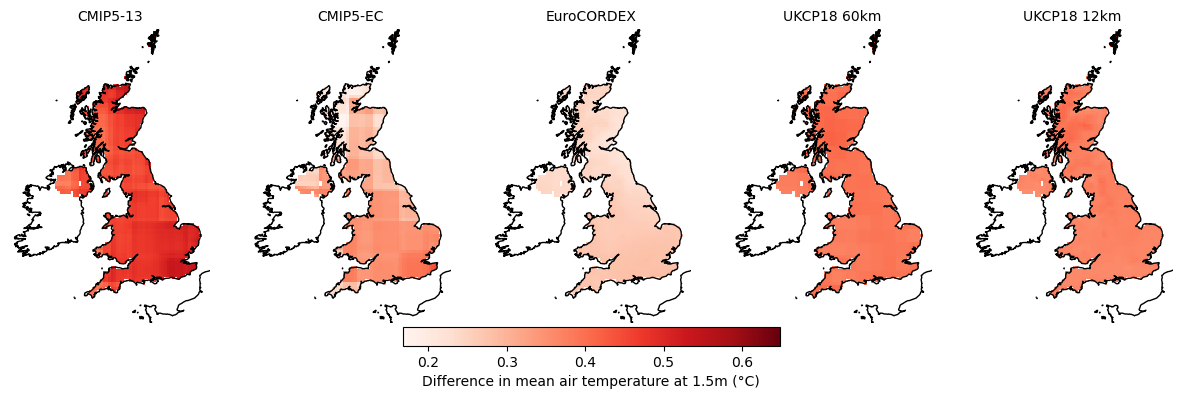 CMIP5-13
CMIP5-EC
EuroCORDEX
UKCP18 60km
UKCP18 12km
0.2 0.3 0.4 0.5 0.6
Difference in mean air temperature at 1.5m (°C)